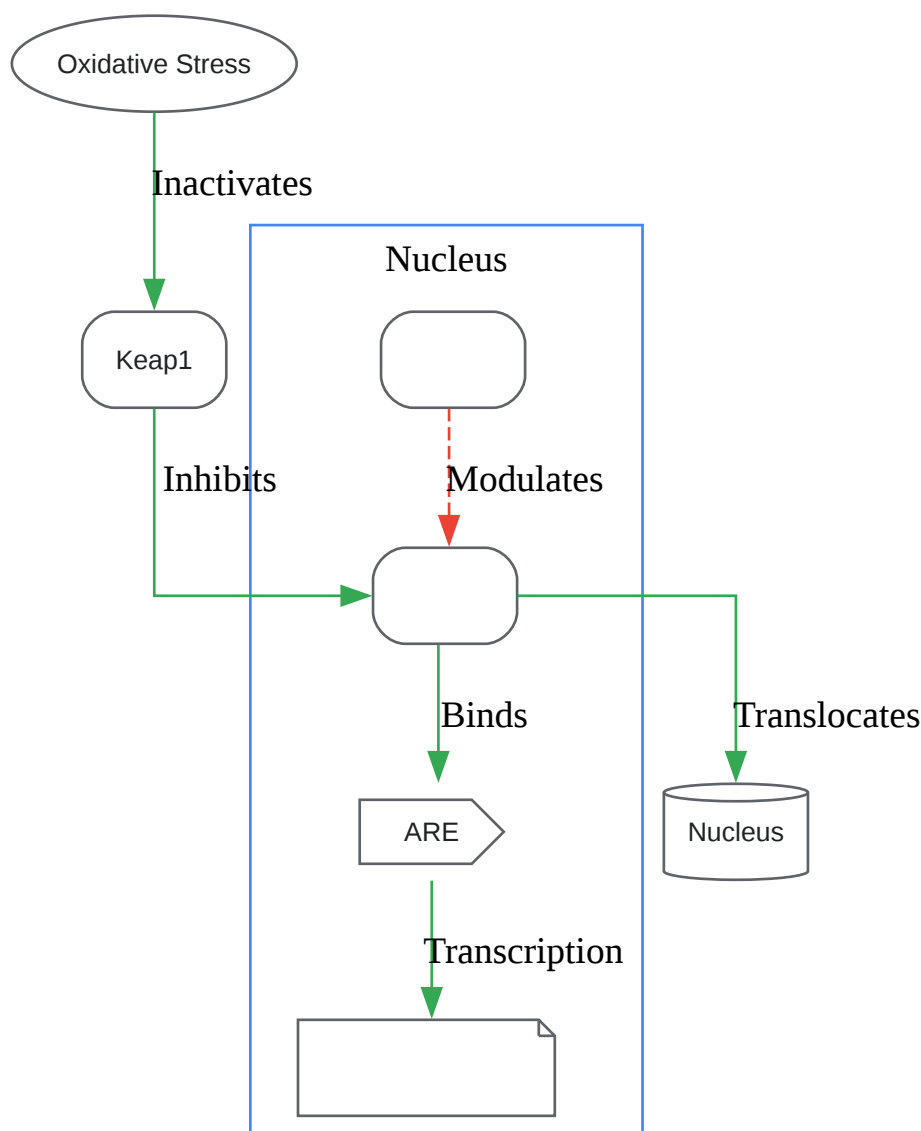 Oxidative Stress
Inactivates
Nucleus
Keap1
Inhibits
Modulates
Binds
Translocates
ARE
Nucleus
Transcription